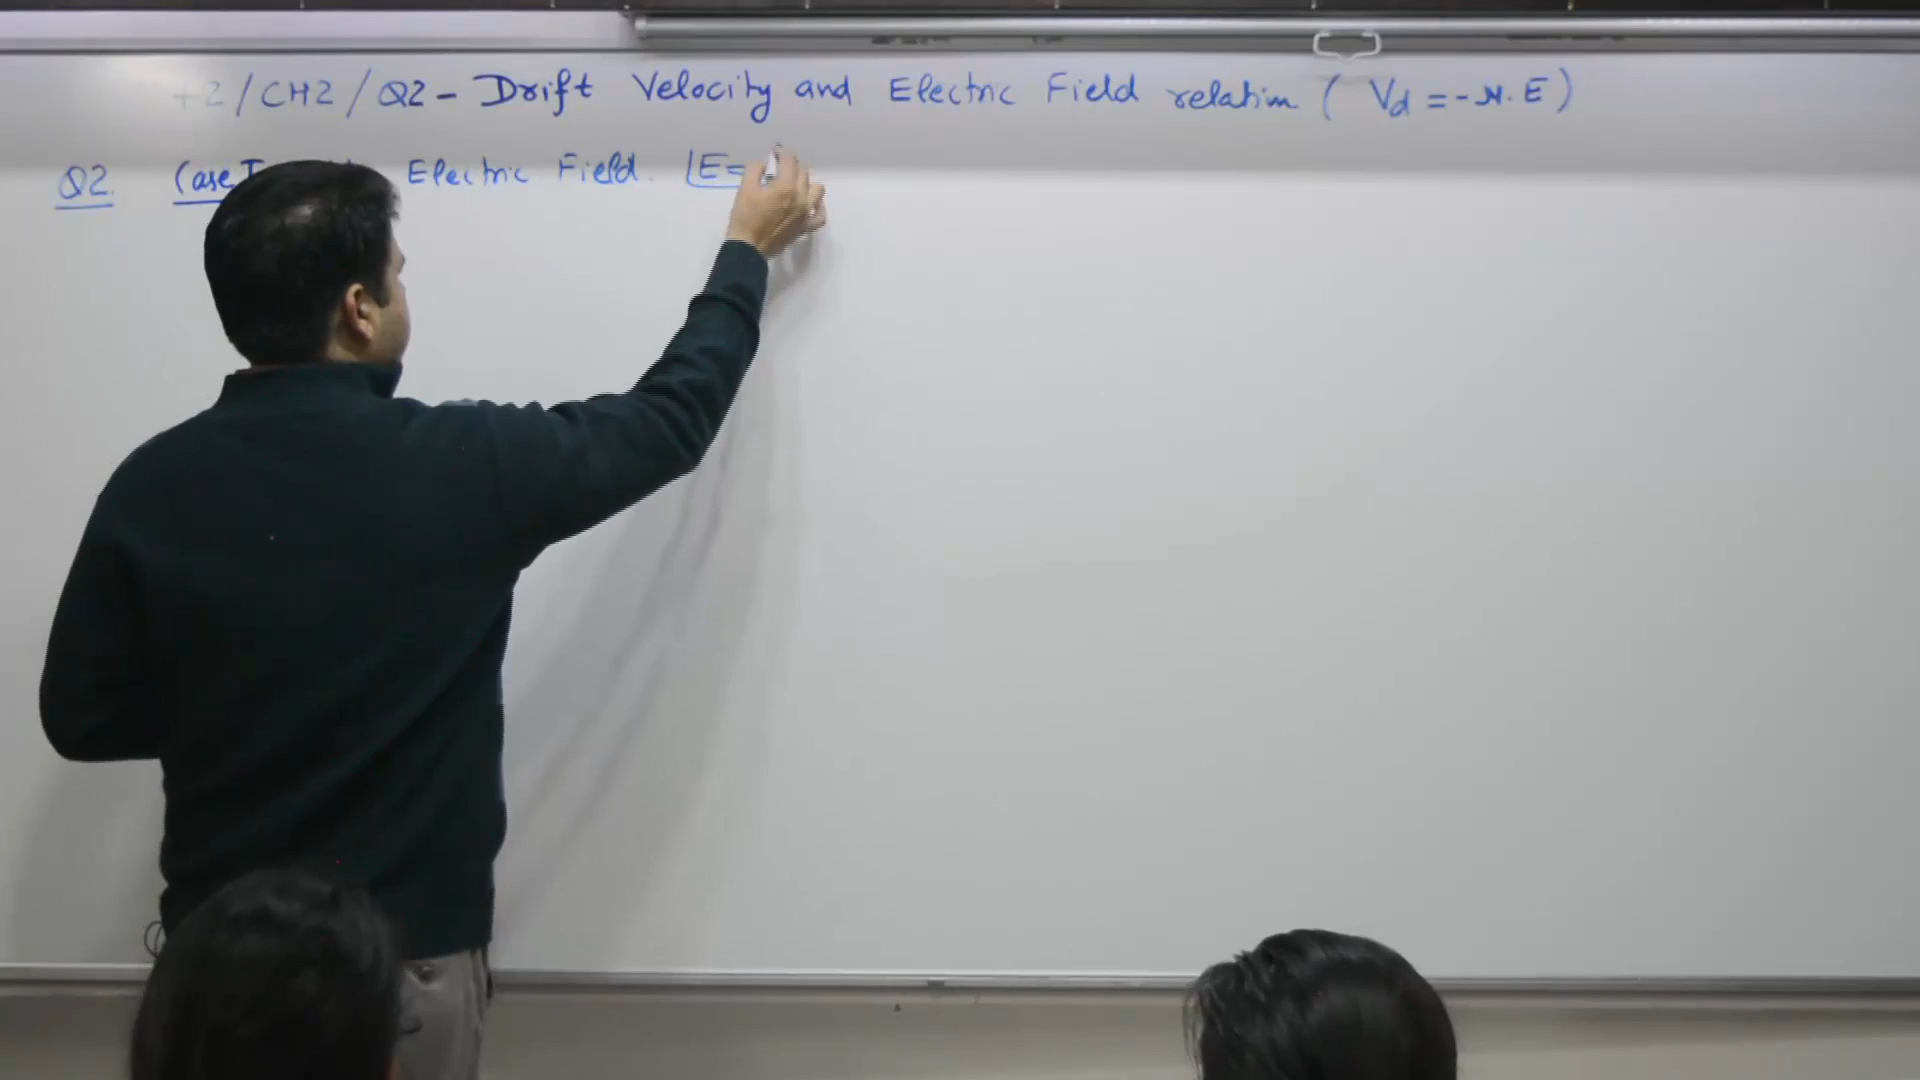 +2/CH2/Q2- Drift Velocity and Electric Field relation ( Vd = - μ. E )
Q2. Case I Electric Field. E=